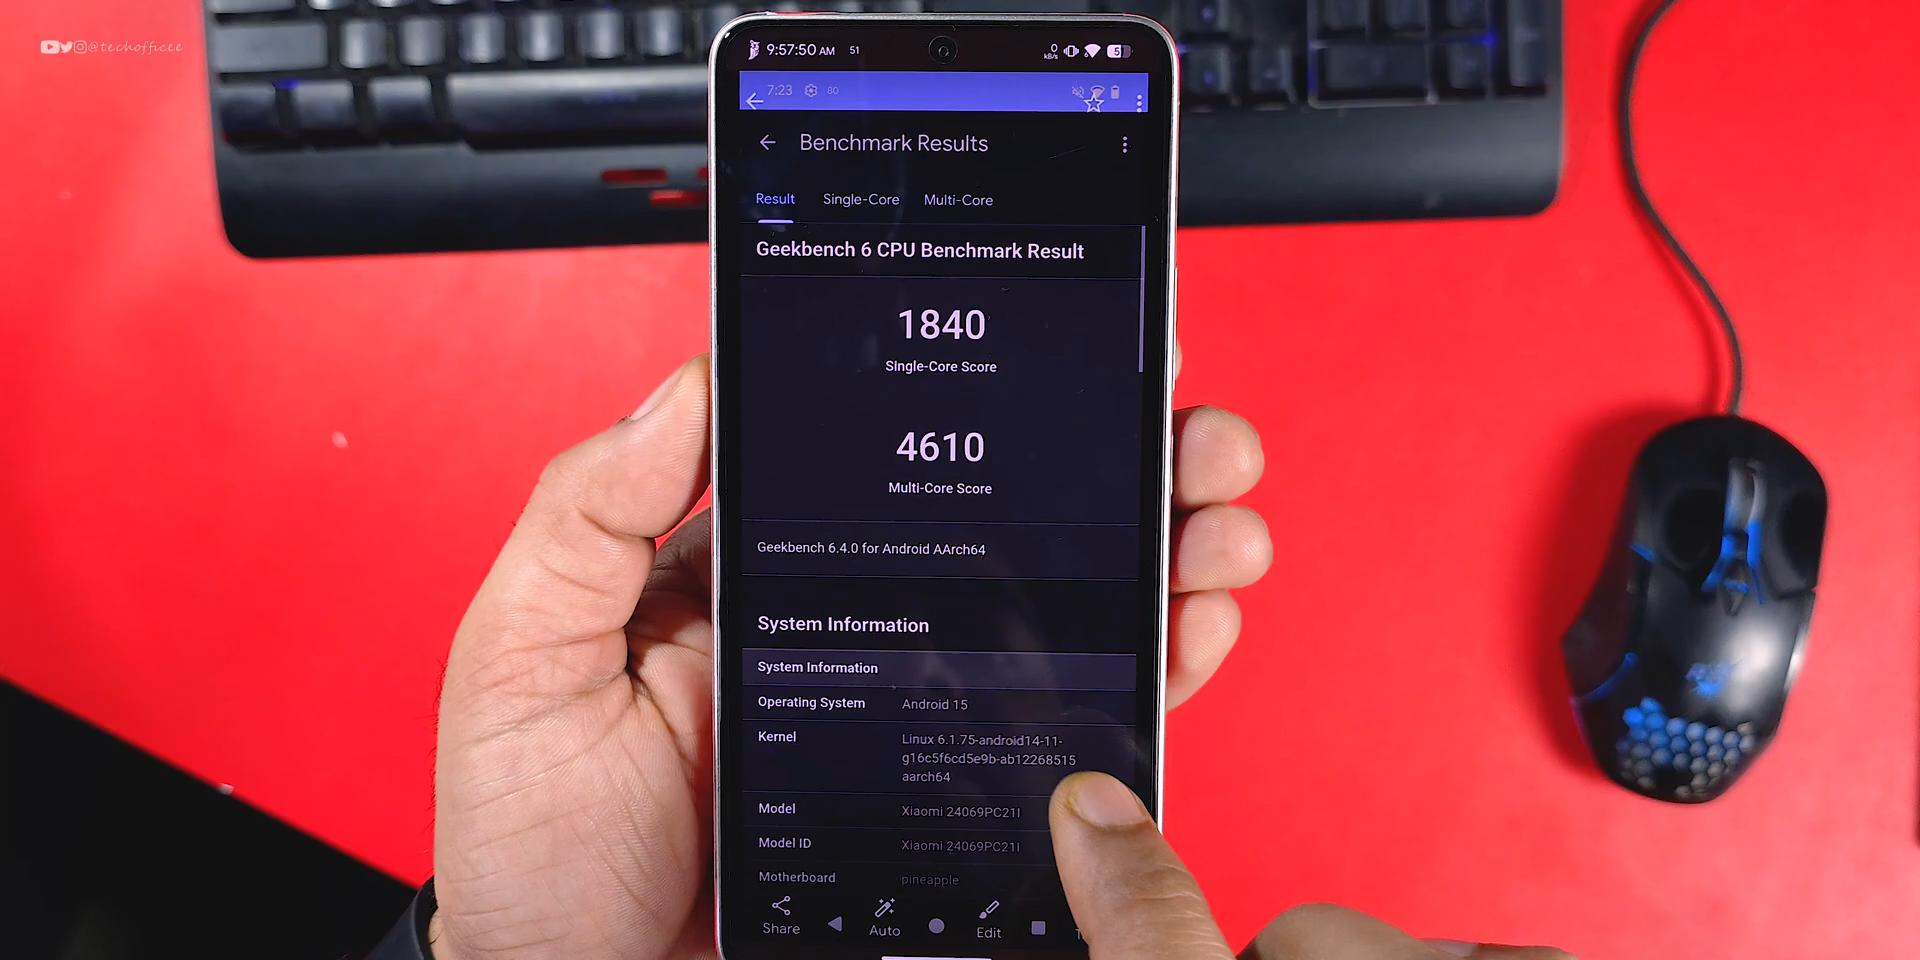 @techofficee
9:57:50 AM 51
0
kB/s
5
7:23 80
Benchmark Results
Result Single-Core Multi-Core
Geekbench 6 CPU Benchmark Result
1840
Single-Core Score
4610
Multi-Core Score
Geekbench 6.4.0 for Android AArch64
System Information
System Information
Operating System Android 15
Kernel Linux 6.1.75-android14-11-
g16c5f6cd5e9b-ab12268515
aarch64
Model Xiaomi 24069PC21I
Model ID Xiaomi 24069PC21I
Motherboard pineapple
Share Auto Edit